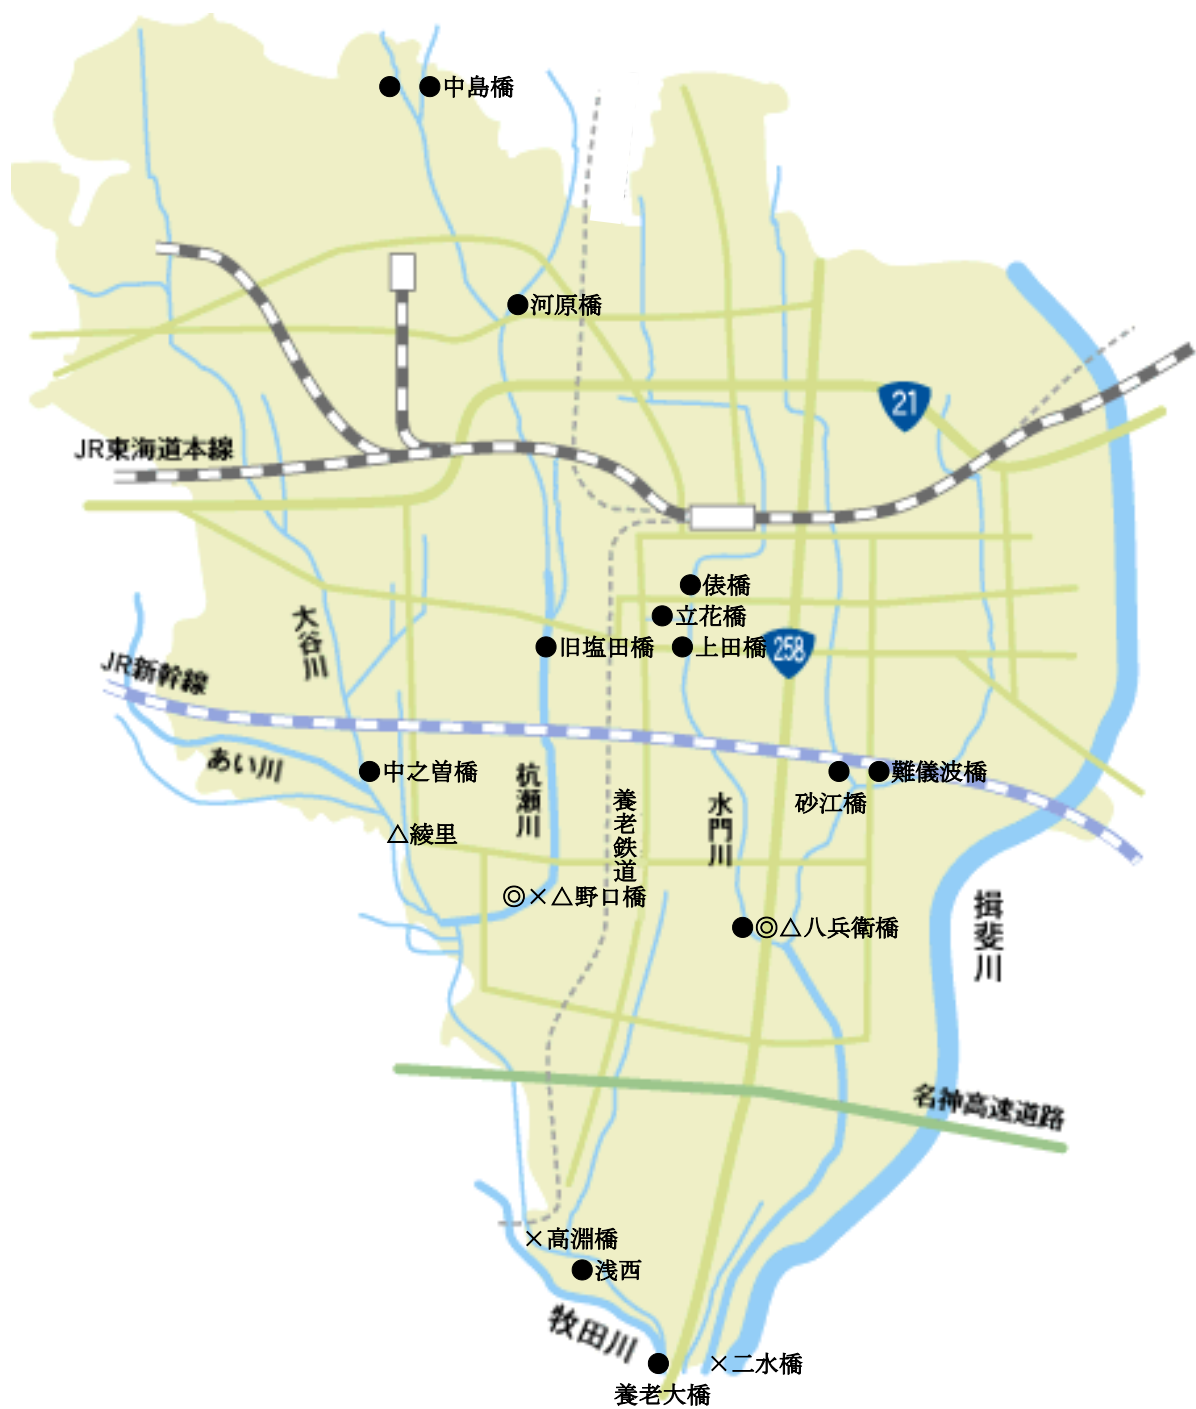 ● ●中島橋
●河原橋
21
JR東海道本線
●俵橋
●立花橋
大谷川
●旧塩田橋
●上田橋
258
JR新幹線
あい川
●中之曽橋
杭瀬川
養老鉄道
水門川
● ●難儀波橋
砂江橋
△綾里
◎×△野口橋
●◎△八兵衛橋
揖斐川
名神高速道路
×高淵橋
●浅西
牧田川
● ×二水橋
養老大橋